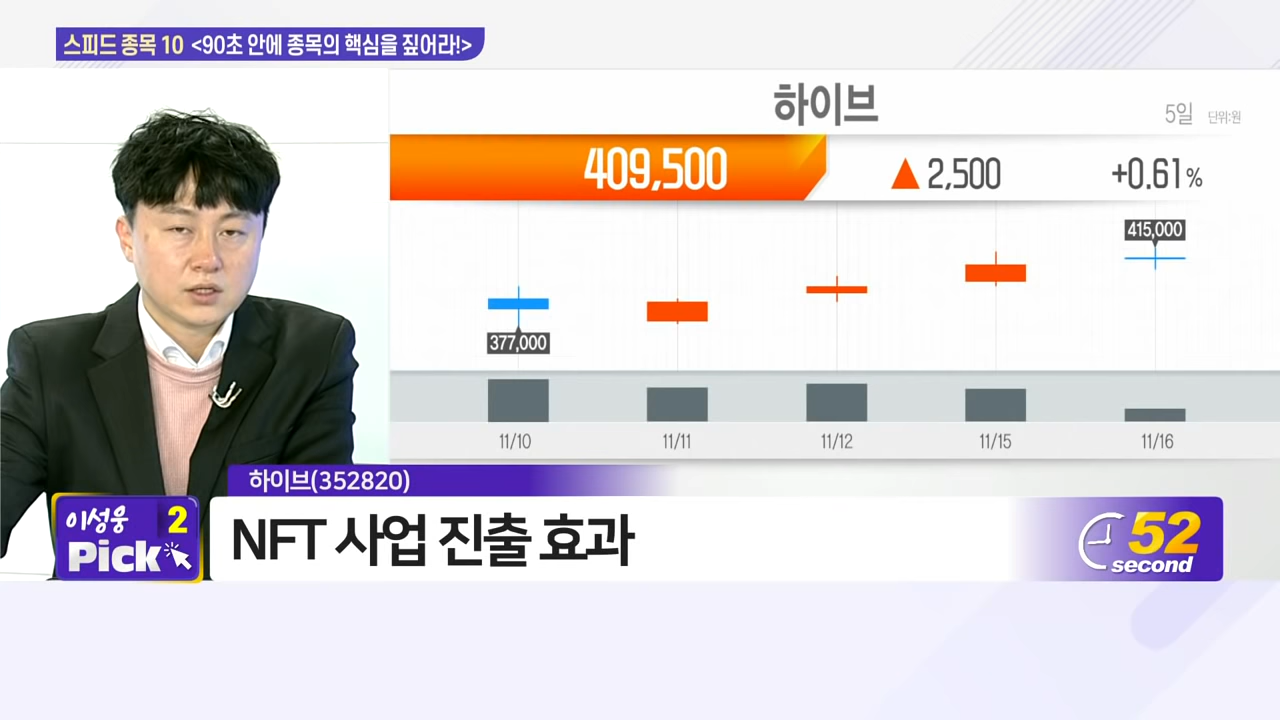 스피드 종목 10 <90초 안에 종목의 핵심을 짚어라!>
하이브
5일 단위:원
409,500 ▲ 2,500 +0.61%
415,000
377,000
11/10 11/11 11/12 11/15 11/16
하이브(352820)
이성웅 2
Pick
NFT 사업 진출 효과
52
second